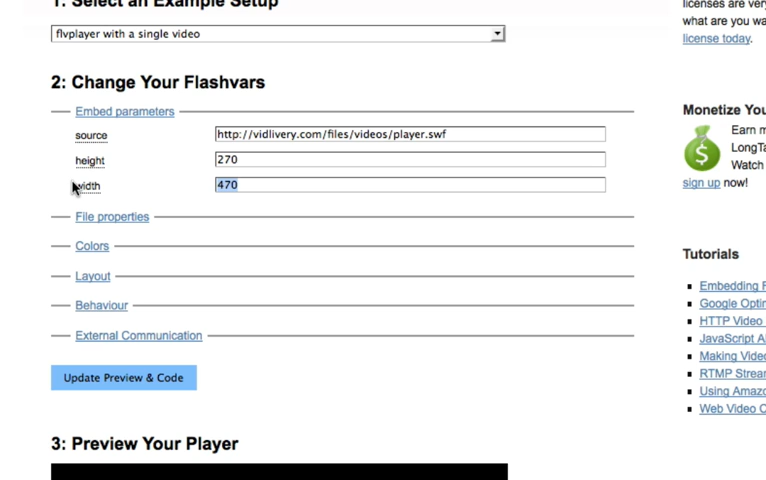 1: Select an Example Setup
flvplayer with a single video
2: Change Your Flashvars
Embed parameters
source
http://vidlivery.com/files/videos/player.swf
height
270
width
470
File properties
Colors
Layout
Behaviour
External Communication
Update Preview & Code
3: Preview Your Player
licenses are ver
what are you wa
license today.
Monetize You
Earn m
LongTa
Watch
sign up now!
Tutorials
Embedding F
Google Optin
HTTP Video
JavaScript A
Making Video
RTMP Strear
Using Amazo
Web Video C